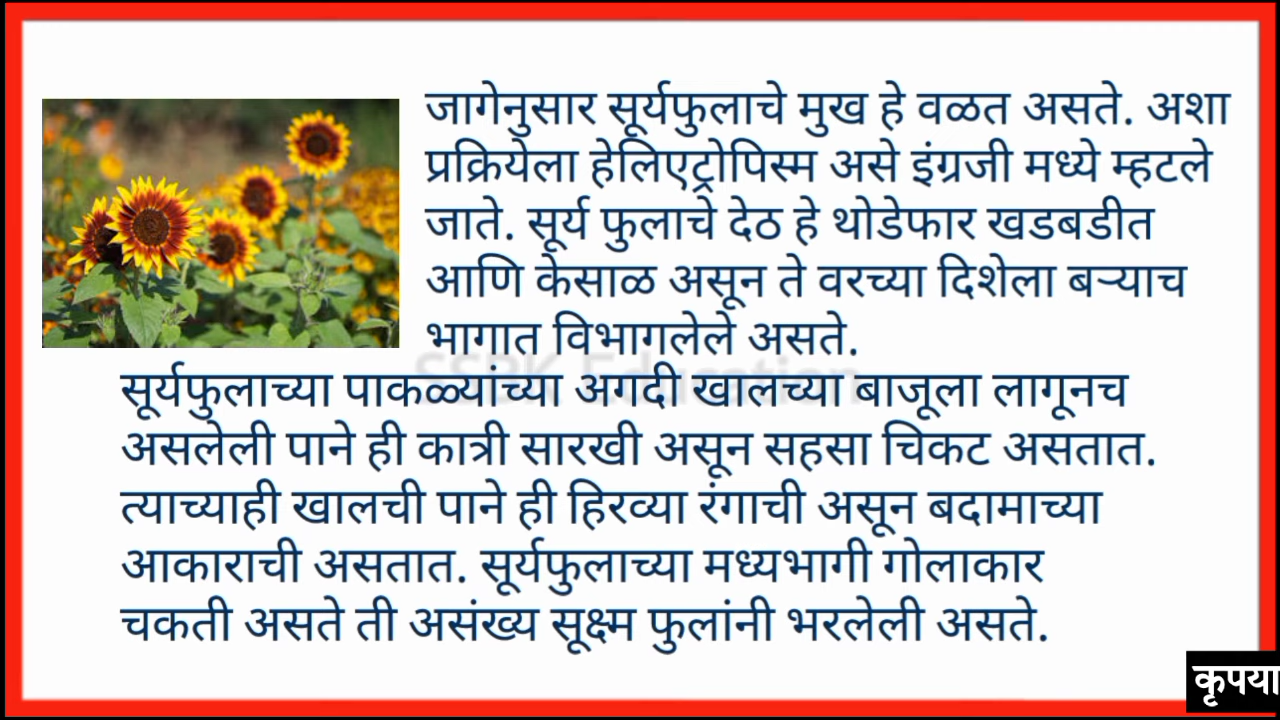 जागेनुसार सूर्यफुलाचे मुख हे वळत असते. अशा
प्रक्रियेला हेलिएट्रोपिस्म असे इंग्रजी मध्ये म्हटले
जाते. सूर्य फुलाचे देठ हे थोडेफार खडबडीत
आणि केसाळ असून ते वरच्या दिशेला बऱ्याच
भागात विभागलेले असते.
SSBK Education
सूर्यफुलाच्या पाकळ्यांच्या अगदी खालच्या बाजूला लागूनच
असलेली पाने ही कात्री सारखी असून सहसा चिकट असतात.
त्याच्याही खालची पाने ही हिरव्या रंगाची असून बदामाच्या
आकाराची असतात. सूर्यफुलाच्या मध्यभागी गोलाकार
चकती असते ती असंख्य सूक्ष्म फुलांनी भरलेली असते.
कृपया